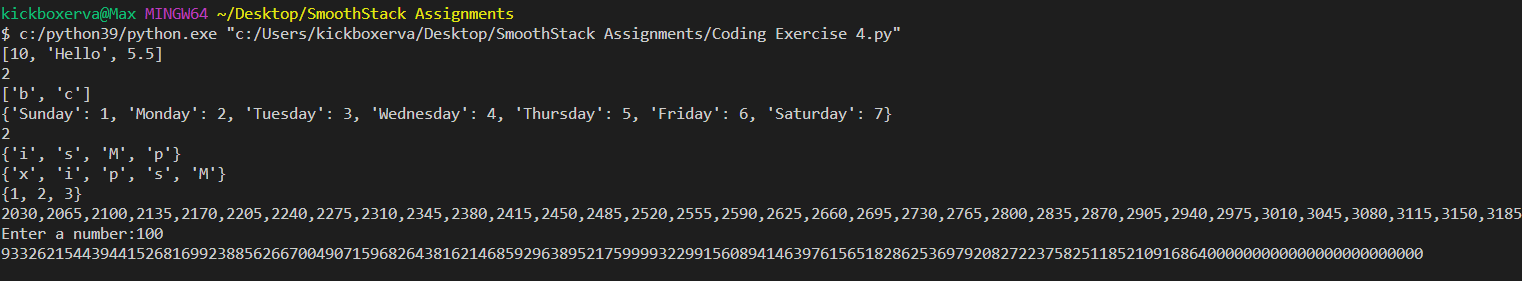 kickboxerva@Max MINGW64 ~/Desktop/SmoothStack Assignments
$ c:/python39/python.exe "c:/Users/kickboxerva/Desktop/SmoothStack Assignments/Coding Exercise 4.py"
[10, 'Hello', 5.5]
2
['b', 'c']
{'Sunday': 1, 'Monday': 2, 'Tuesday': 3, 'Wednesday': 4, 'Thursday': 5, 'Friday': 6, 'Saturday': 7}
2
{'i', 's', 'M', 'p'}
{'x', 'i', 'p', 's', 'M'}
{1, 2, 3}
2030,2065,2100,2135,2170,2205,2240,2275,2310,2345,2380,2415,2450,2485,2520,2555,2590,2625,2660,2695,2730,2765,2800,2835,2870,2905,2940,2975,3010,3045,3080,3115,3150,3185
Enter a number:100
93326215443944152681699238856266700490715968264381621468592963895217599993229915608941463976156518286253697920827223758251185210916864000000000000000000000000